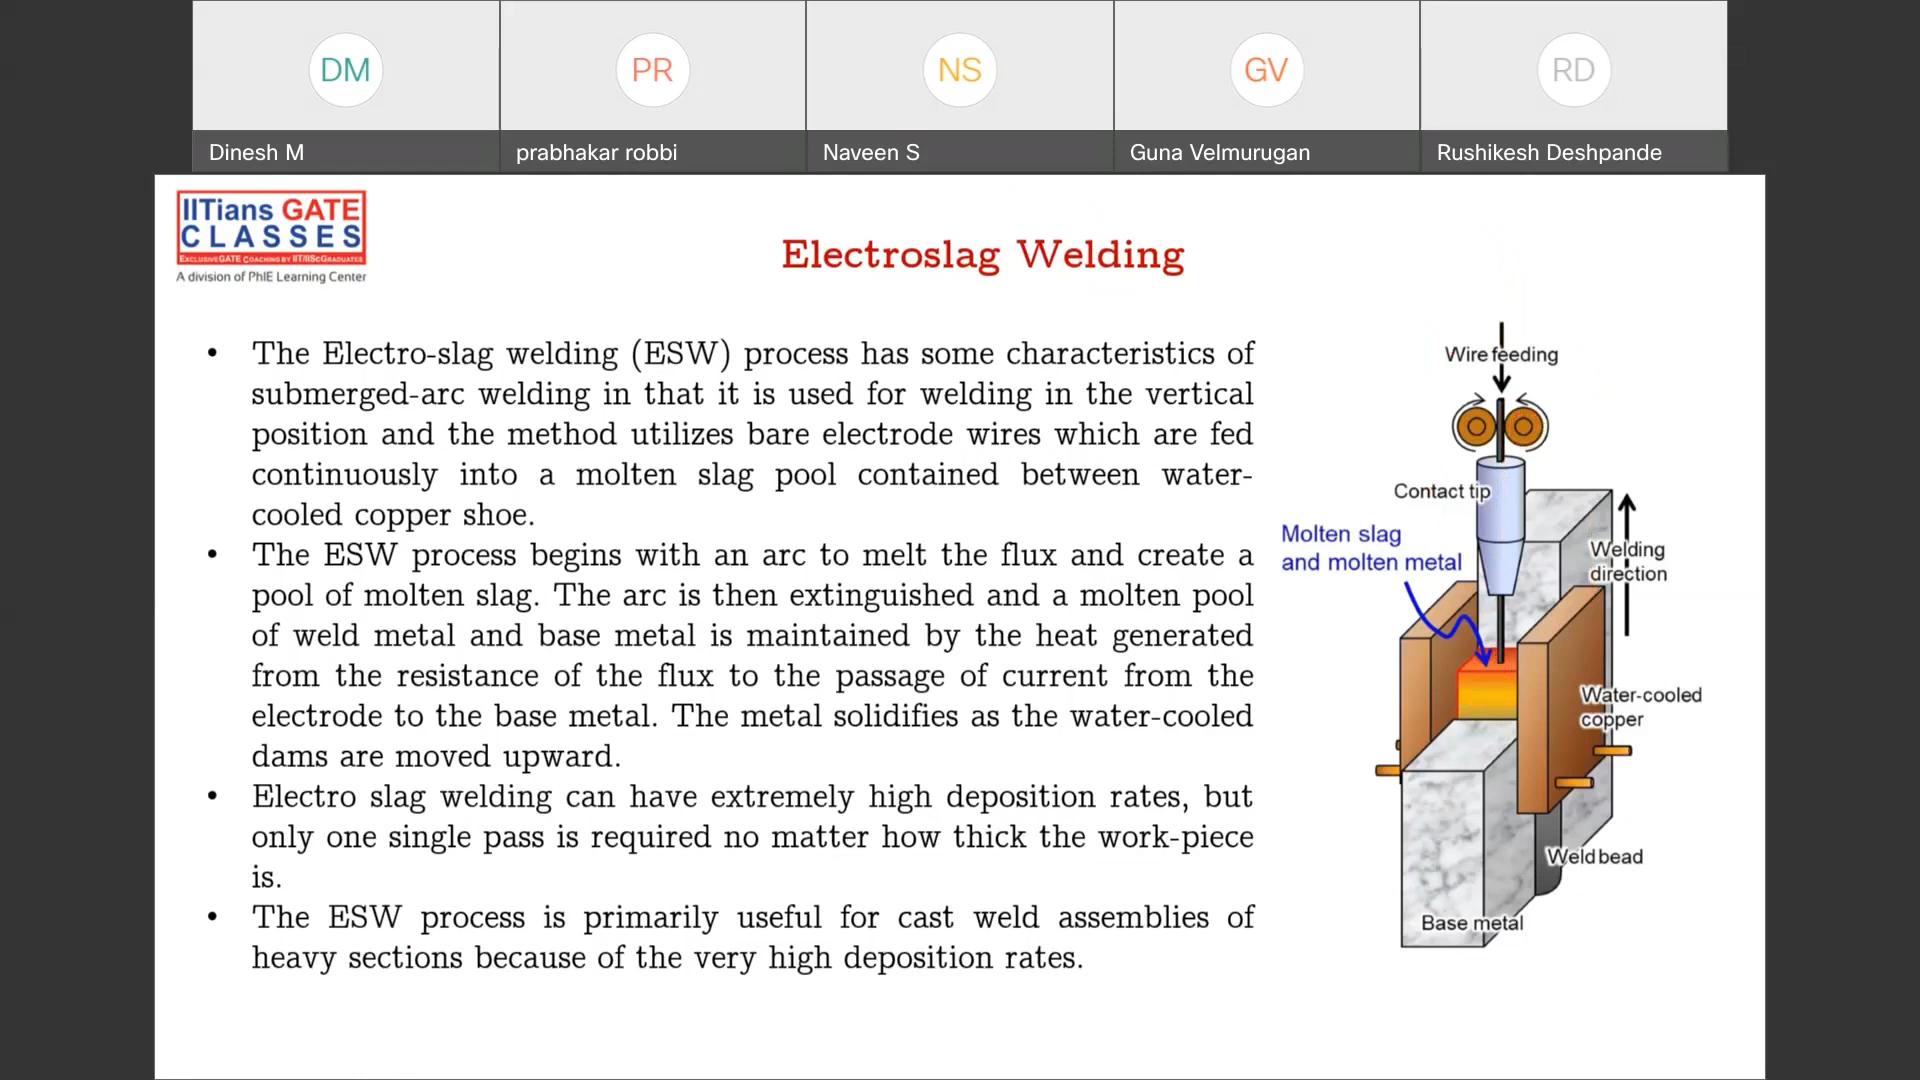 DM
PR
NS
GV
RD
Dinesh M
prabhakar robbi
Naveen S
Guna Velmurugan
Rushikesh Deshpande
IITians GATE
CLASSES
EXCLUSIVE GATE COACHING BY IIT/IISC GRADUATES
A division of PhIE Learning Center
Electroslag Welding
• The Electro-slag welding (ESW) process has some characteristics of
submerged-arc welding in that it is used for welding in the vertical
position and the method utilizes bare electrode wires which are fed
continuously into a molten slag pool contained between water-
cooled copper shoe.
• The ESW process begins with an arc to melt the flux and create a
pool of molten slag. The arc is then extinguished and a molten pool
of weld metal and base metal is maintained by the heat generated
from the resistance of the flux to the passage of current from the
electrode to the base metal. The metal solidifies as the water-cooled
dams are moved upward.
• Electro slag welding can have extremely high deposition rates, but
only one single pass is required no matter how thick the work-piece
is.
• The ESW process is primarily useful for cast weld assemblies of
heavy sections because of the very high deposition rates.
Wire feeding
Contact tip
Molten slag
and molten metal
Welding
direction
Water-cooled
copper
Weld bead
Base metal